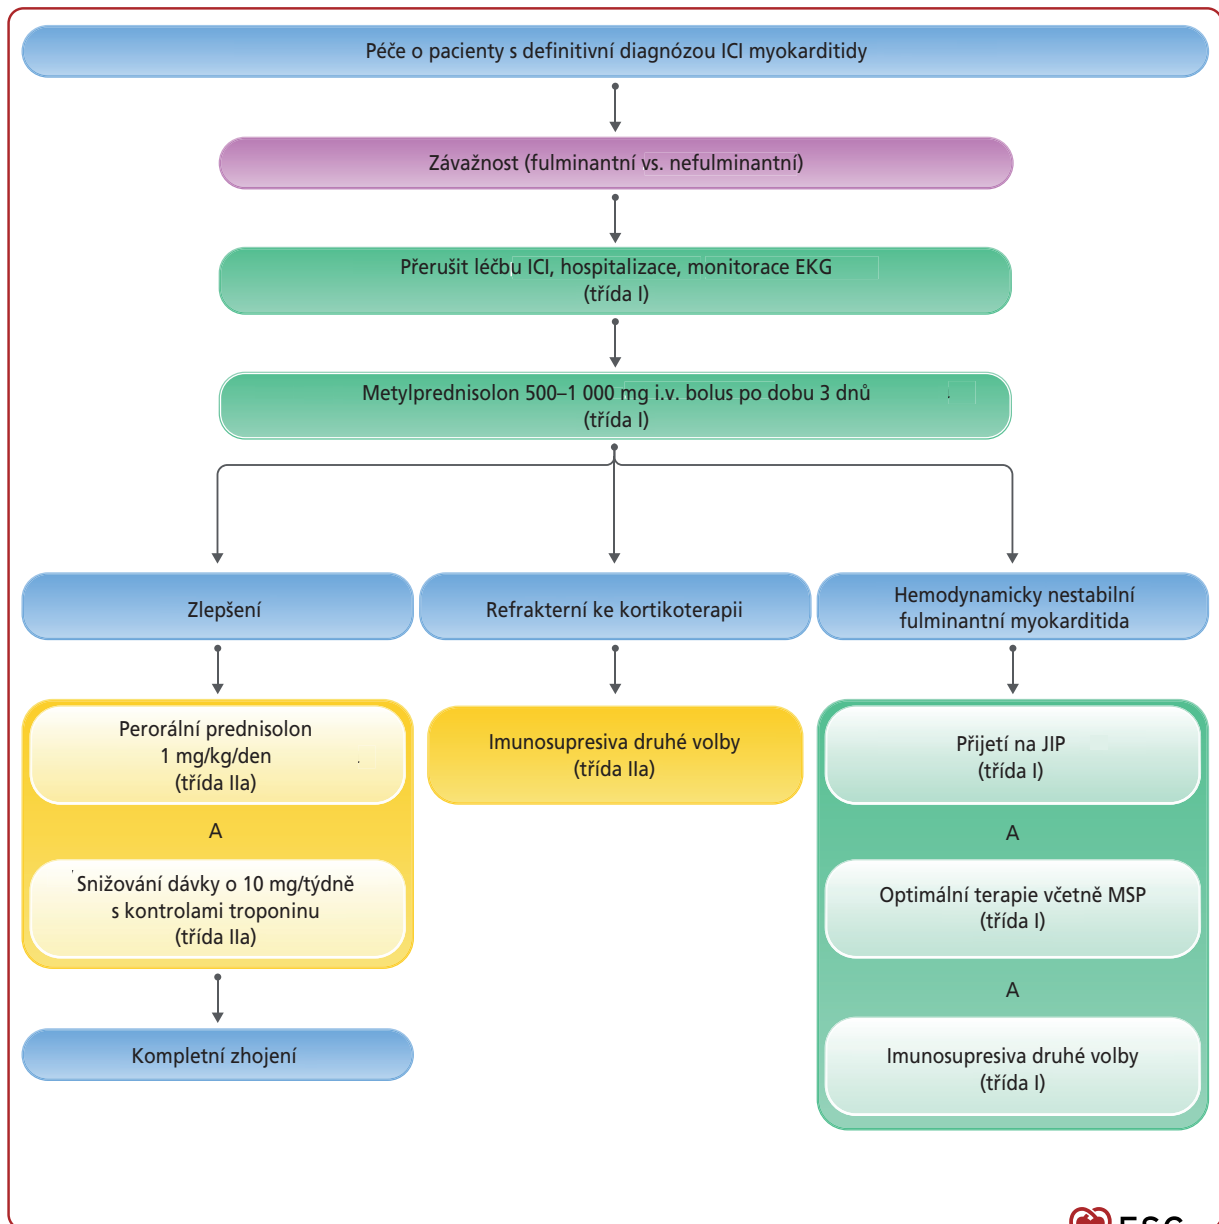 Péče o pacienty s definitivní diagnózou ICI myokarditidy
Závažnost (fulminantní vs. nefulminantní)
Přerušit léčbu ICI, hospitalizace, monitorace EKG
(třída I)
Metylprednisolon 500–1 000 mg i.v. bolus po dobu 3 dnů
(třída I)
Zlepšení
Refrakterní ke kortikoterapii
Hemodynamicky nestabilní
fulminantní myokarditida
Perorální prednisolon
1 mg/kg/den
(třída IIa)
A
Snižování dávky o 10 mg/týdně
s kontrolami troponinu
(třída IIa)
Kompletní zhojení
Imunosupresiva druhé volby
(třída IIa)
Přijetí na JIP
(třída I)
A
Optimální terapie včetně MSP
(třída I)
A
Imunosupresiva druhé volby
(třída I)
ESC